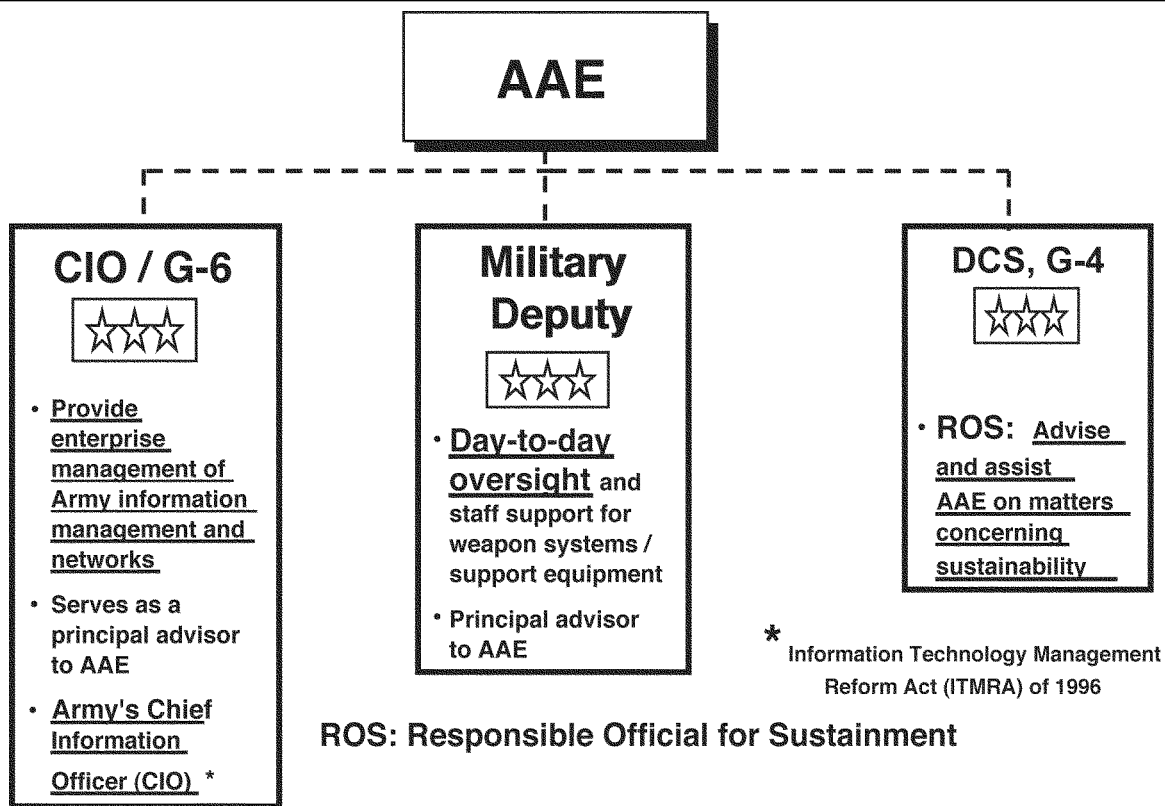 AAE
CIO / G-6
• Provide
enterprise
management of
Army information
management and
networks
• Serves as a
principal advisor
to AAE
• Army's Chief
Information
Officer (CIO) *
Military
Deputy
• Day-to-day
oversight and
staff support for
weapon systems /
support equipment
• Principal advisor
to AAE
DCS, G-4
• ROS: Advise
and assist
AAE on matters
concerning
sustainability
* Information Technology Management
Reform Act (ITMRA) of 1996
ROS: Responsible Official for Sustainment